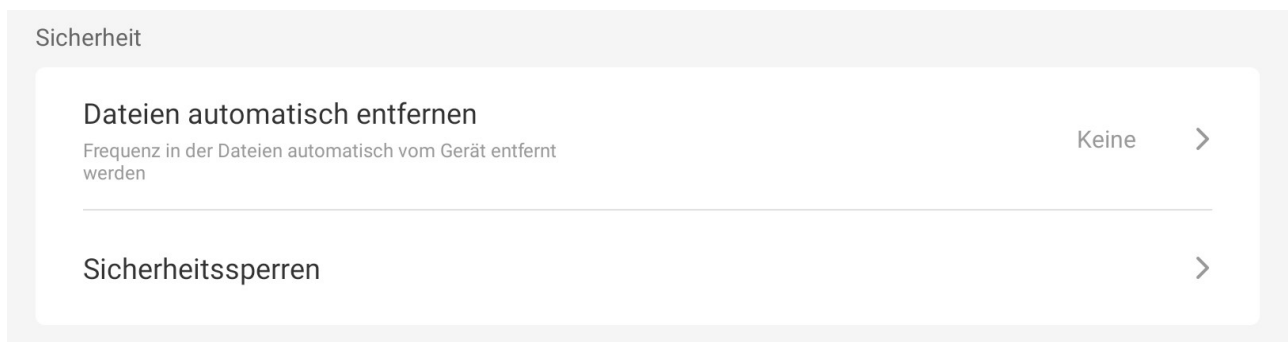 Sicherheit
Dateien automatisch entfernen
Frequenz in der Dateien automatisch vom Gerät entfernt
werden
Keine
Sicherheitssperren